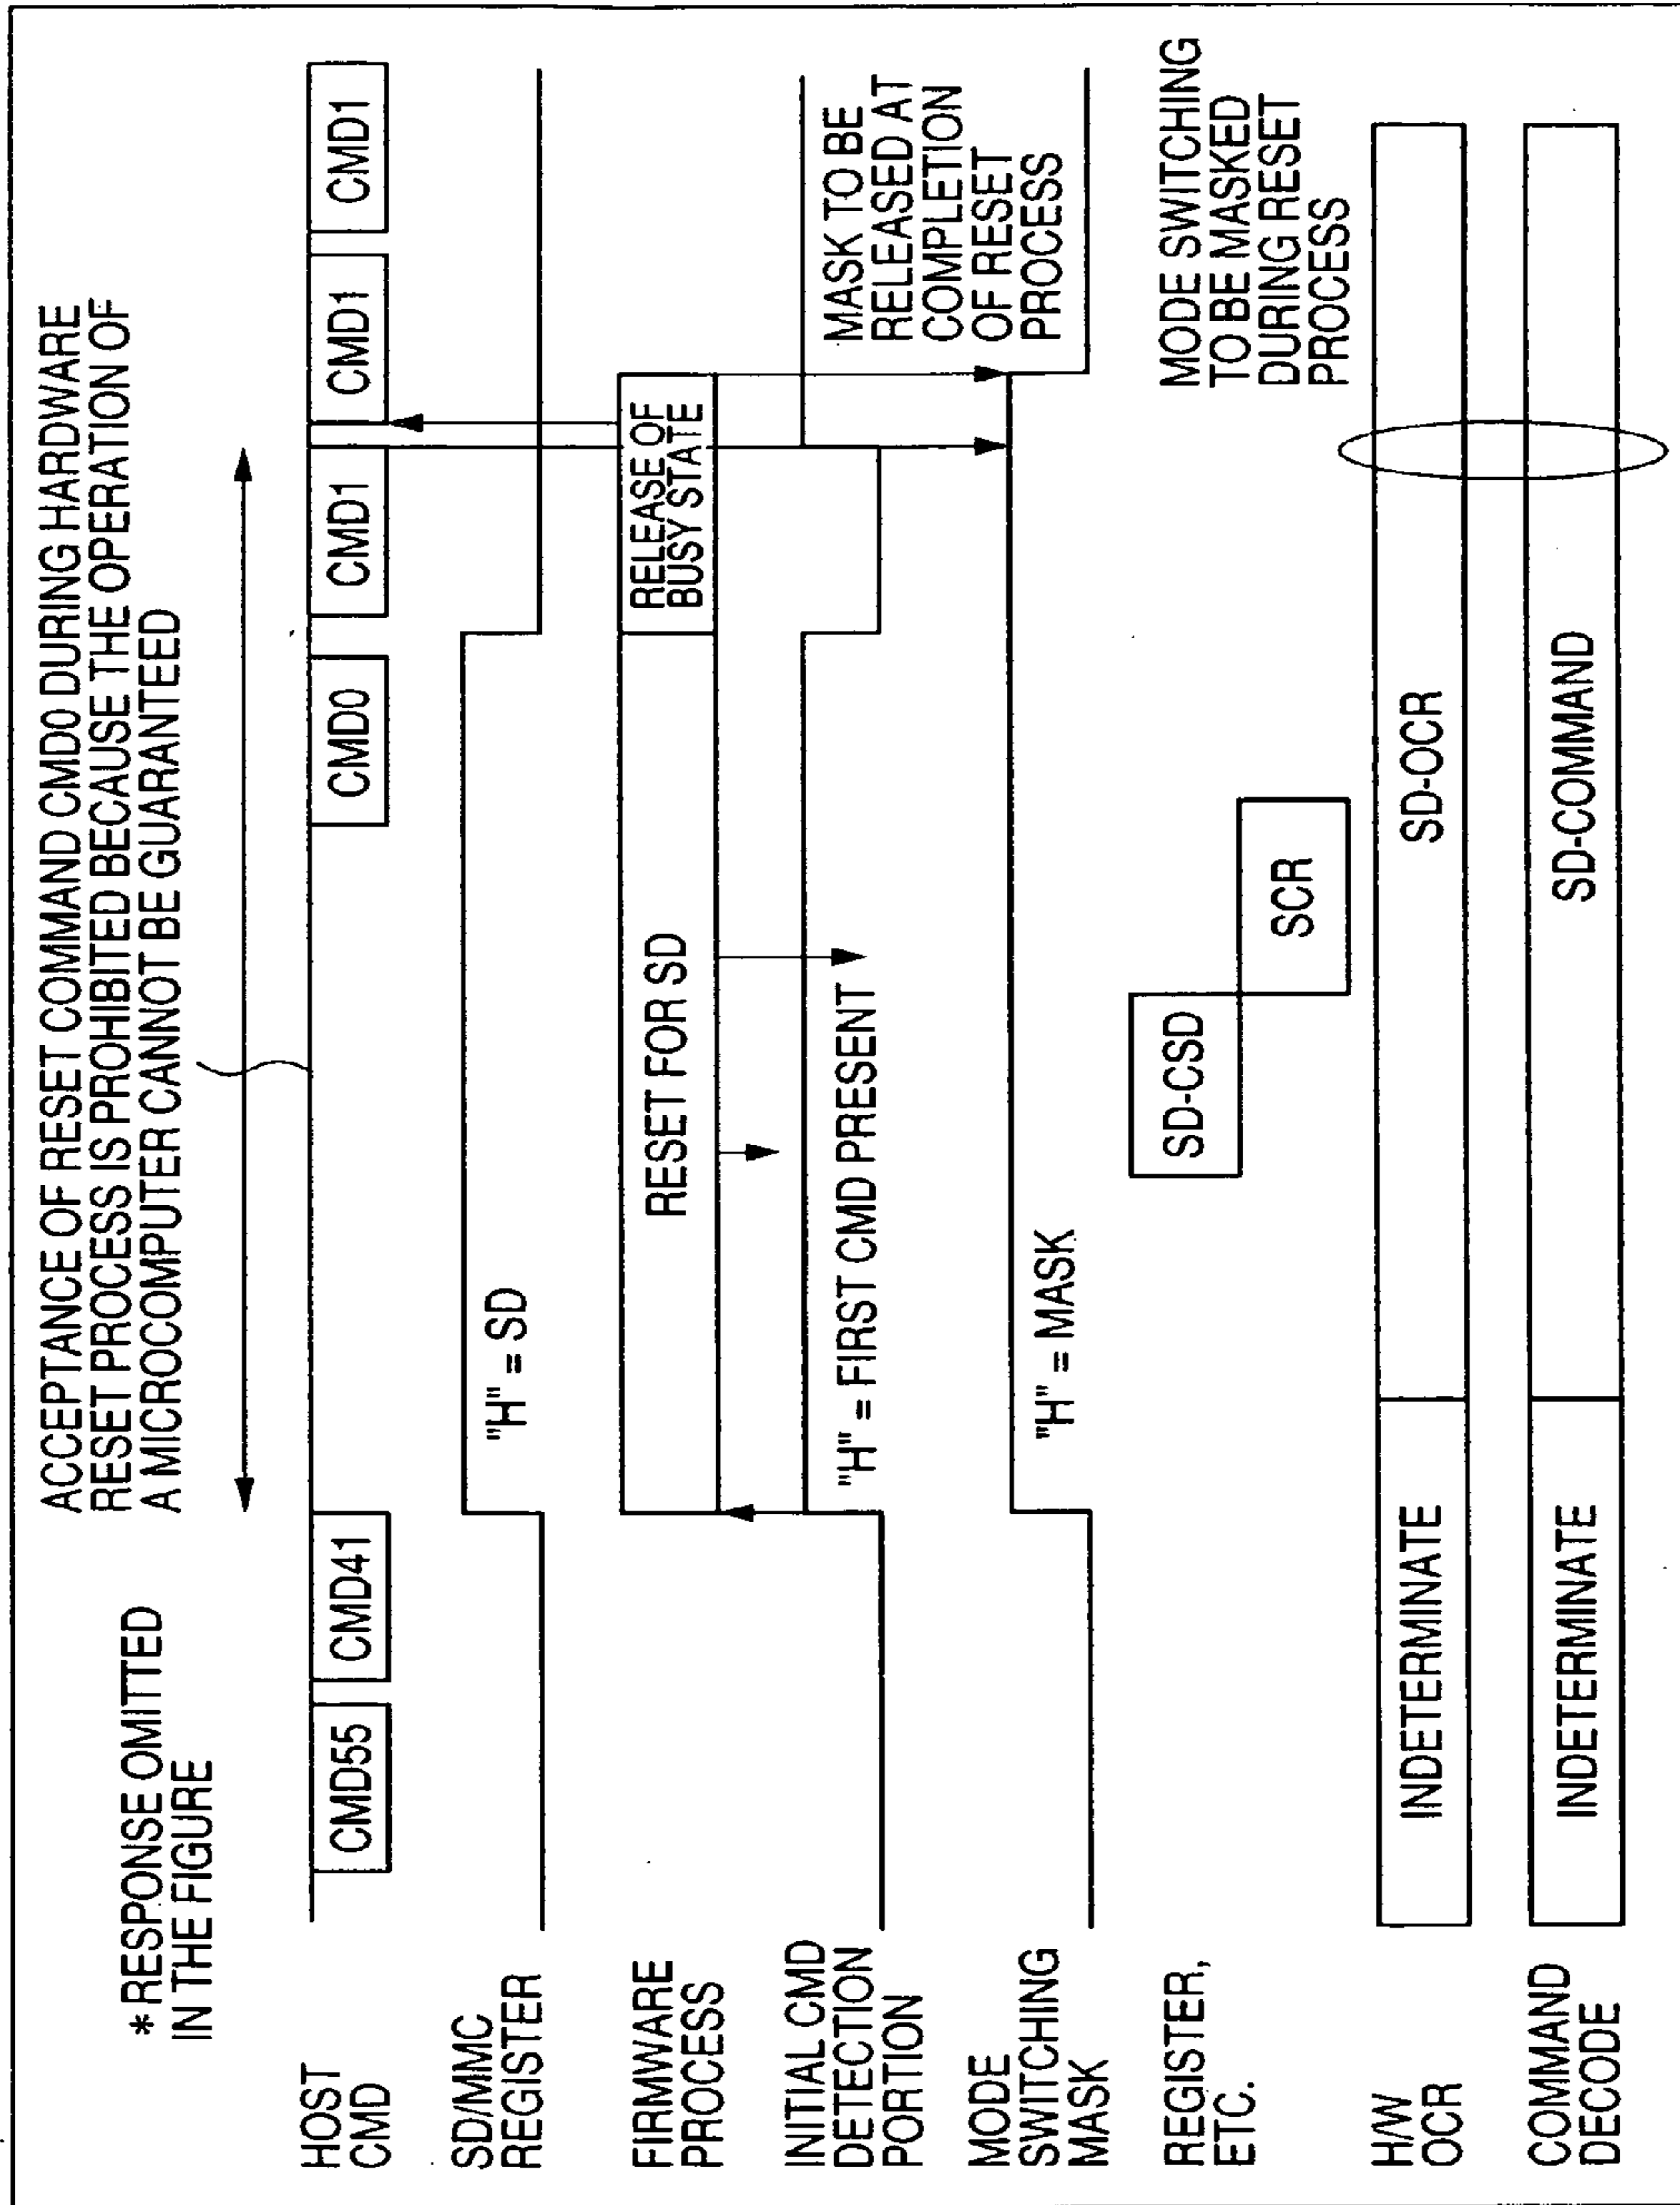 *RESPONSE OMITTED
IN THE FIGURE
ACCEPTANCE OF RESET COMMAND CMD0 DURING HARDWARE
RESET PROCESS IS PROHIBITED BECAUSE THE OPERATION OF
A MICROCOMPUTER CANNOT BE GUARANTEED
HOST
CMD
CMD55
CMD41
CMD0
CMD1
CMD1
CMD1
SD/MMC
REGISTER
"H" = SD
FIRMWARE
PROCESS
RESET FOR SD
RELEASE OF
BUSY STATE
INITIAL CMD
DETECTION
PORTION
"H" = FIRST CMD PRESENT
MASK TO BE
RELEASED AT
COMPLETION
OF RESET
PROCESS
MODE
SWITCHING
MASK
"H" = MASK
REGISTER,
ETC.
SD-CSD
SCR
MODE SWITCHING
TO BE MASKED
DURING RESET
PROCESS
H/W
OCR
INDETERMINATE
SD-OCR
COMMAND
DECODE
INDETERMINATE
SD-COMMAND